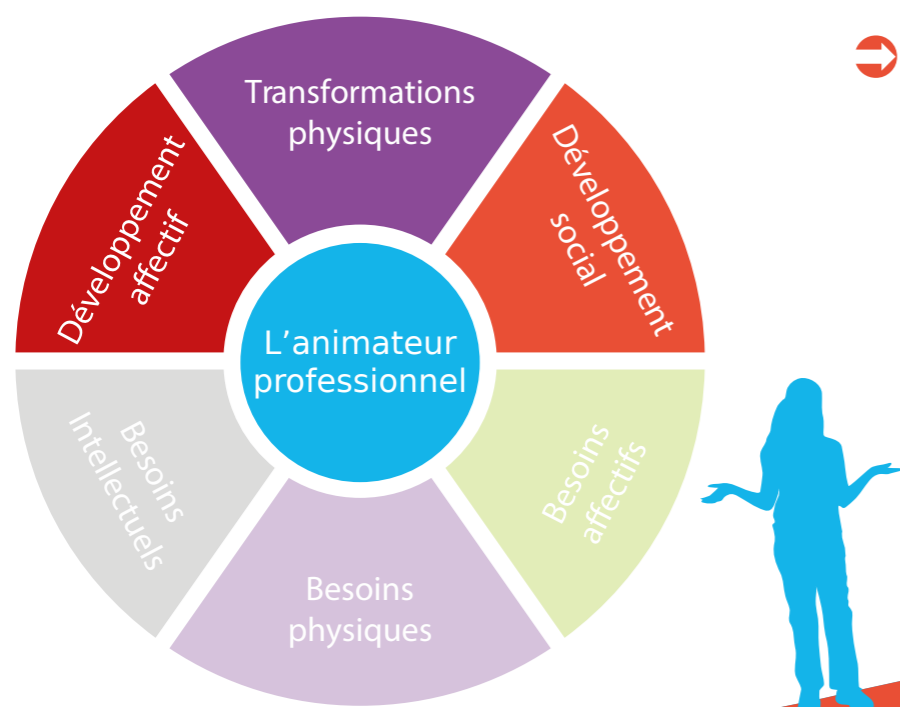 Transformations
physiques
Développement
social
Développement
affectif
L'animateur
professionnel
Besoins
Intellectuels
Besoins
affectifs
Besoins
physiques